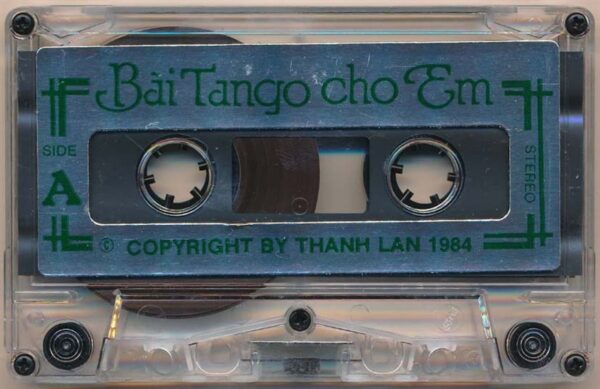 Bài Tango cho Em
SIDE
A
STEREO
© COPYRIGHT BY THANH LAN 1984